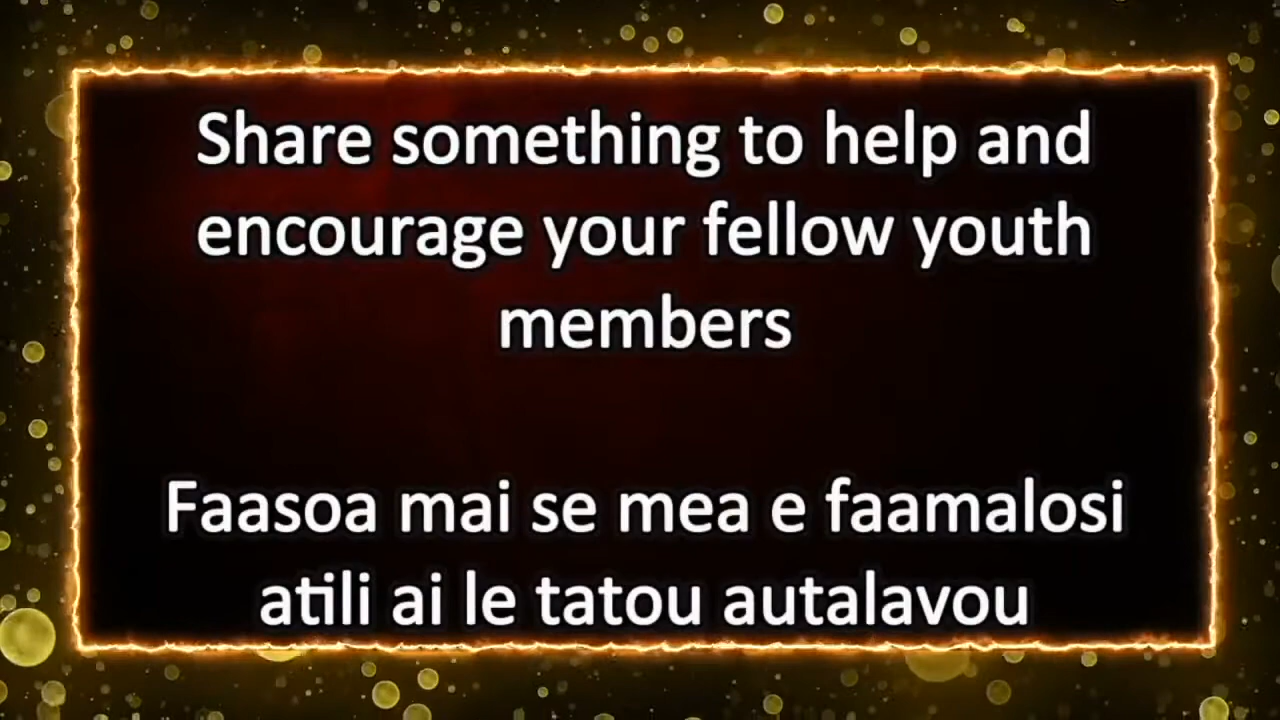 Share something to help and
encourage your fellow youth
members
Faasoa mai se mea e faamalosi
atili ai le tatou autalavou